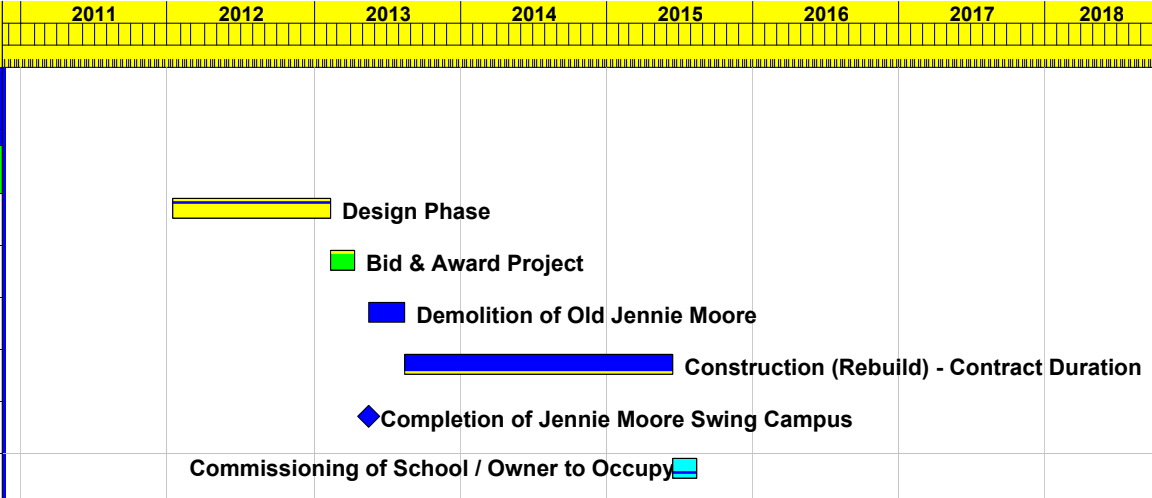 2011 2012 2013 2014 2015 2016 2017 2018
Design Phase
Bid & Award Project
Demolition of Old Jennie Moore
Construction (Rebuild) - Contract Duration
Completion of Jennie Moore Swing Campus
Commissioning of School / Owner to Occupy